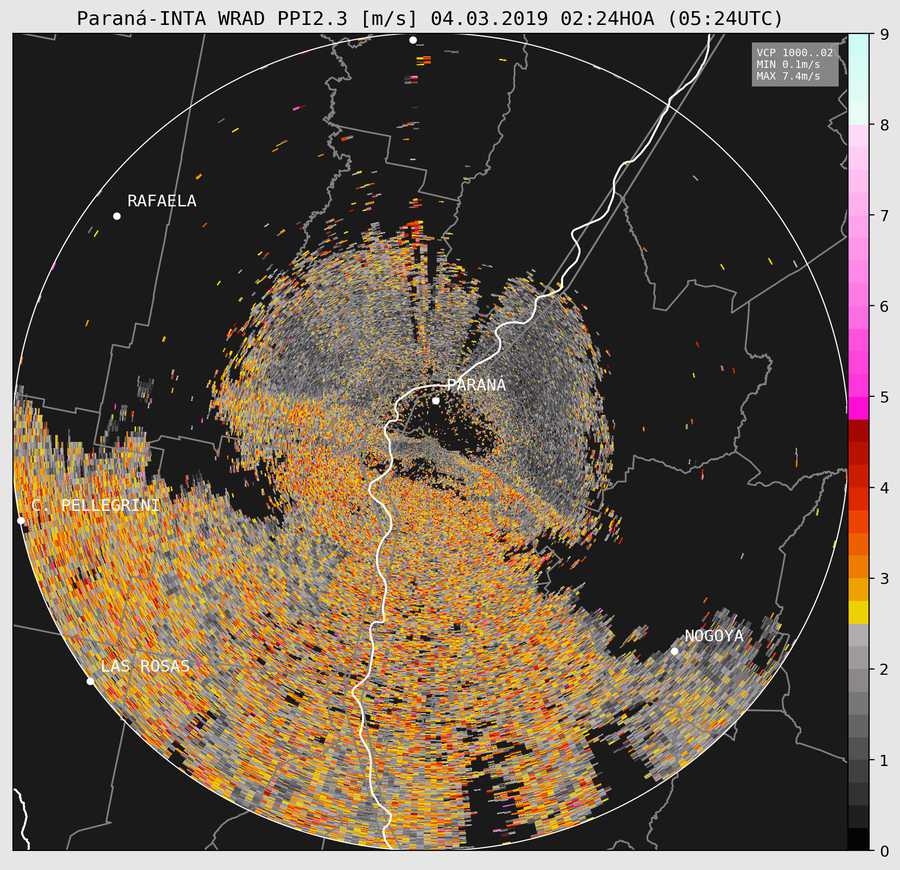 Paraná-INTA WRAD PPI2.3 [m/s] 04.03.2019 02:24HOA (05:24UTC)
VCP 1000..02
MIN 0.1m/s
MAX 7.4m/s
RAFAELA
PARANÁ
C. PELLEGRINI
NOGOYA
LAS ROSAS
9
8
7
6
5
4
3
2
1
0